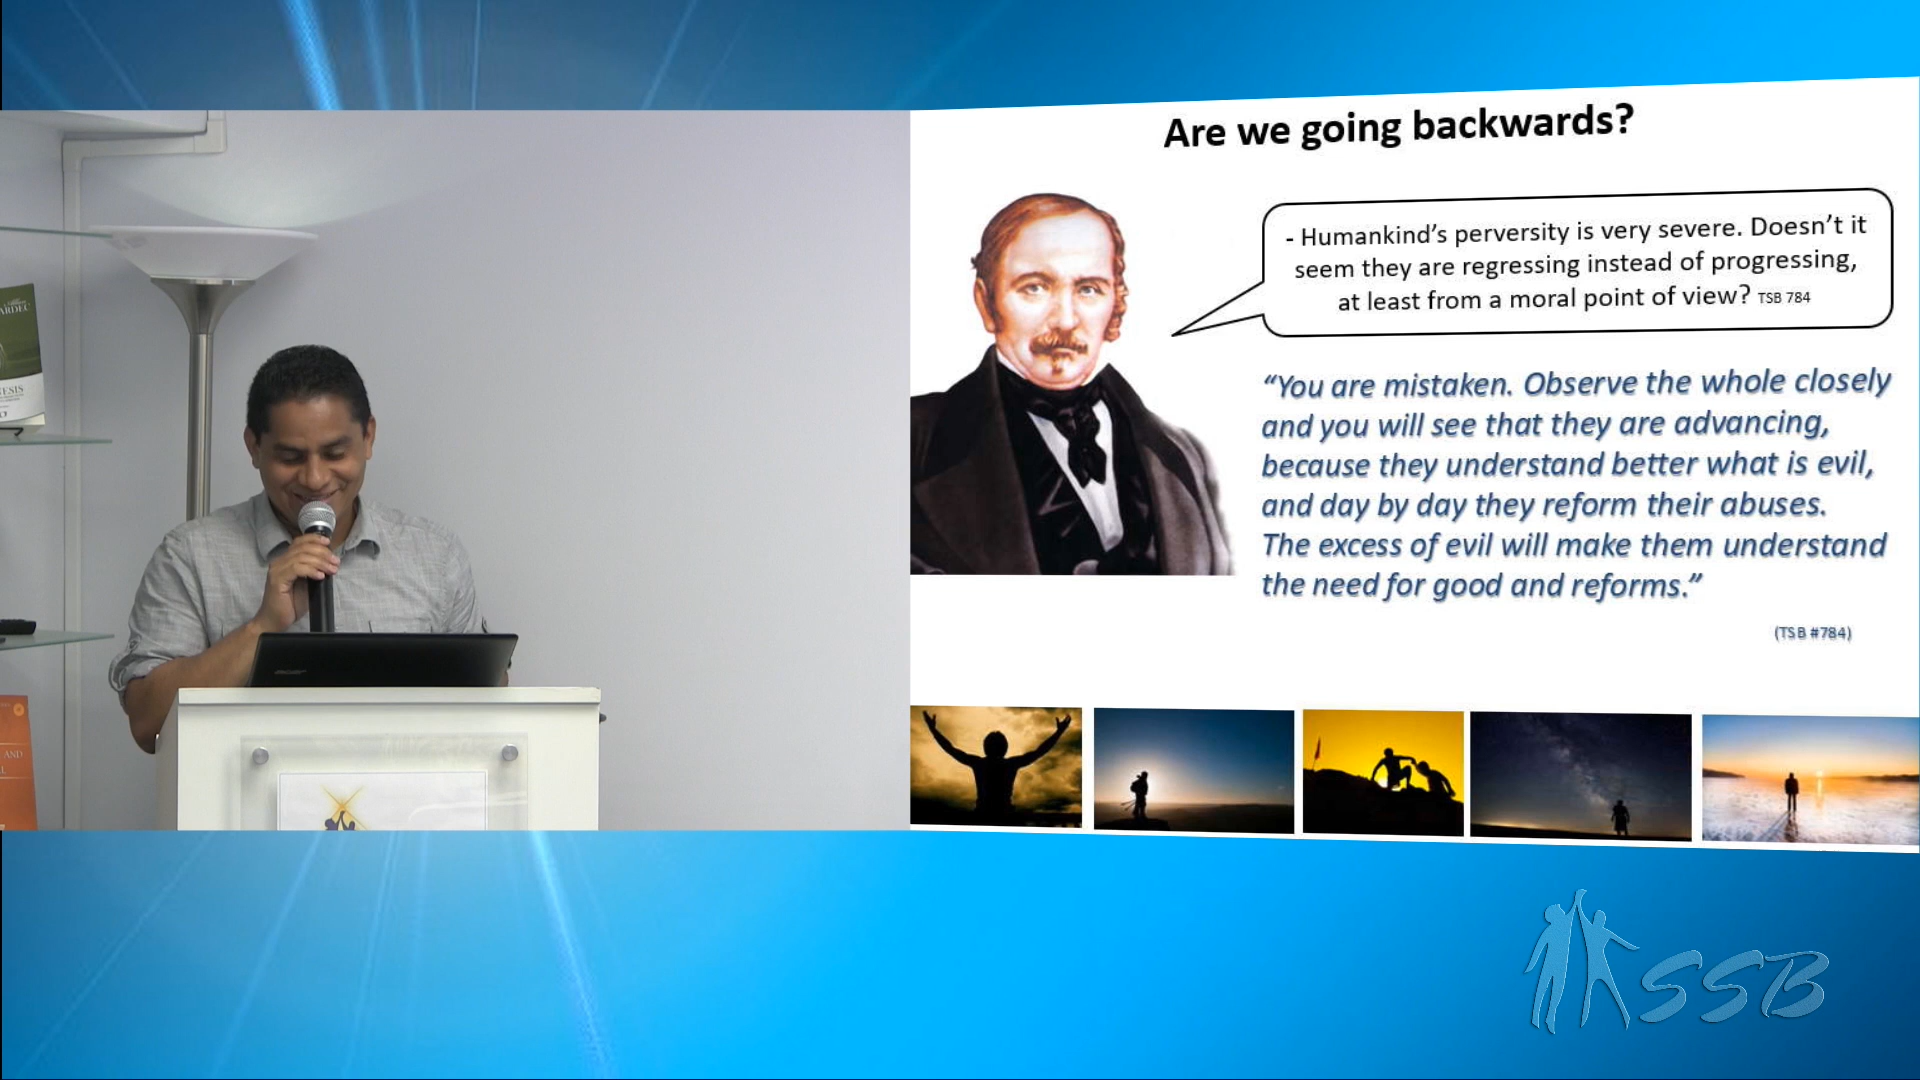 Are we going backwards?
- Humankind’s perversity is very severe. Doesn’t it
seem they are regressing instead of progressing,
at least from a moral point of view? TSB 784
“You are mistaken. Observe the whole closely
and you will see that they are advancing,
because they understand better what is evil,
and day by day they reform their abuses.
The excess of evil will make them understand
the need for good and reforms.”
(TSB #784)
SSB
AND